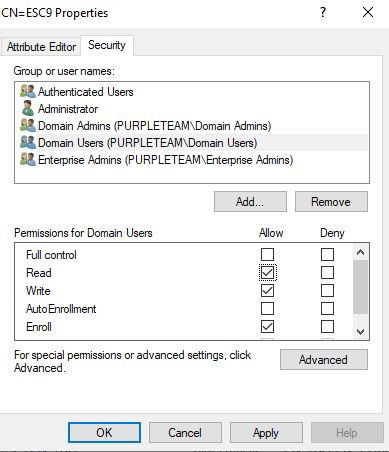 CN=ESC9 Properties ? ×
Attribute Editor Security
Group or user names:
Authenticated Users
Administrator
Domain Admins (PURPLETEAM\Domain Admins)
Domain Users (PURPLETEAM\Domain Users)
Enterprise Admins (PURPLETEAM\Enterprise Admins)
Add... Remove
Permissions for Domain Users Allow Deny
Full control
Read
Write
AutoEnrollment
Enroll
For special permissions or advanced settings, click Advanced
Advanced.
OK Cancel Apply Help